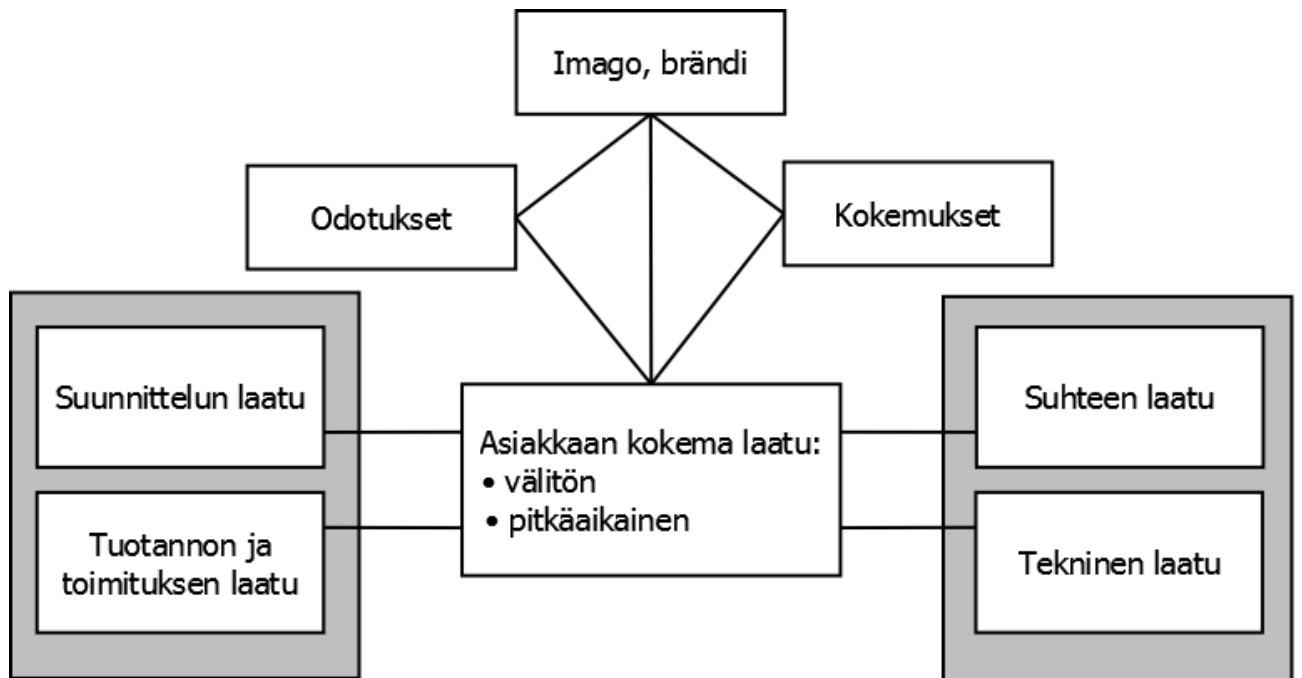 Imago, brändi
Odotukset
Kokemukset
Suunnittelun laatu
Tuotannon ja
toimituksen laatu
Asiakkaan kokema laatu:
• välitön
• pitkäaikainen
Suhteen laatu
Tekninen laatu